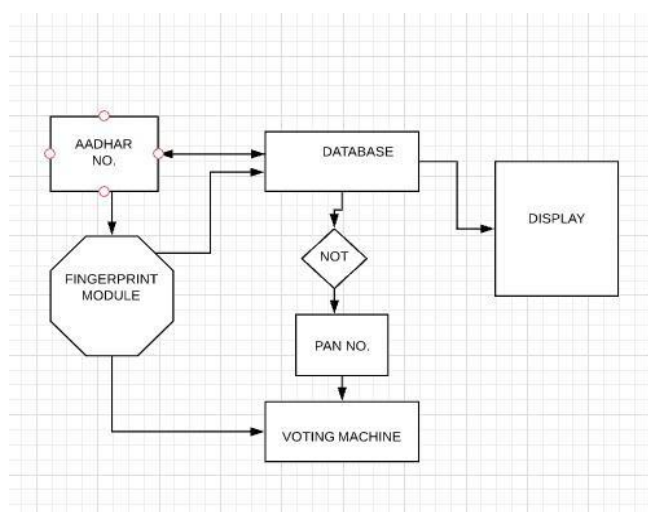 AADHAR
NO.
DATABASE
DISPLAY
NOT
FINGERPRINT
MODULE
PAN NO.
VOTING MACHINE